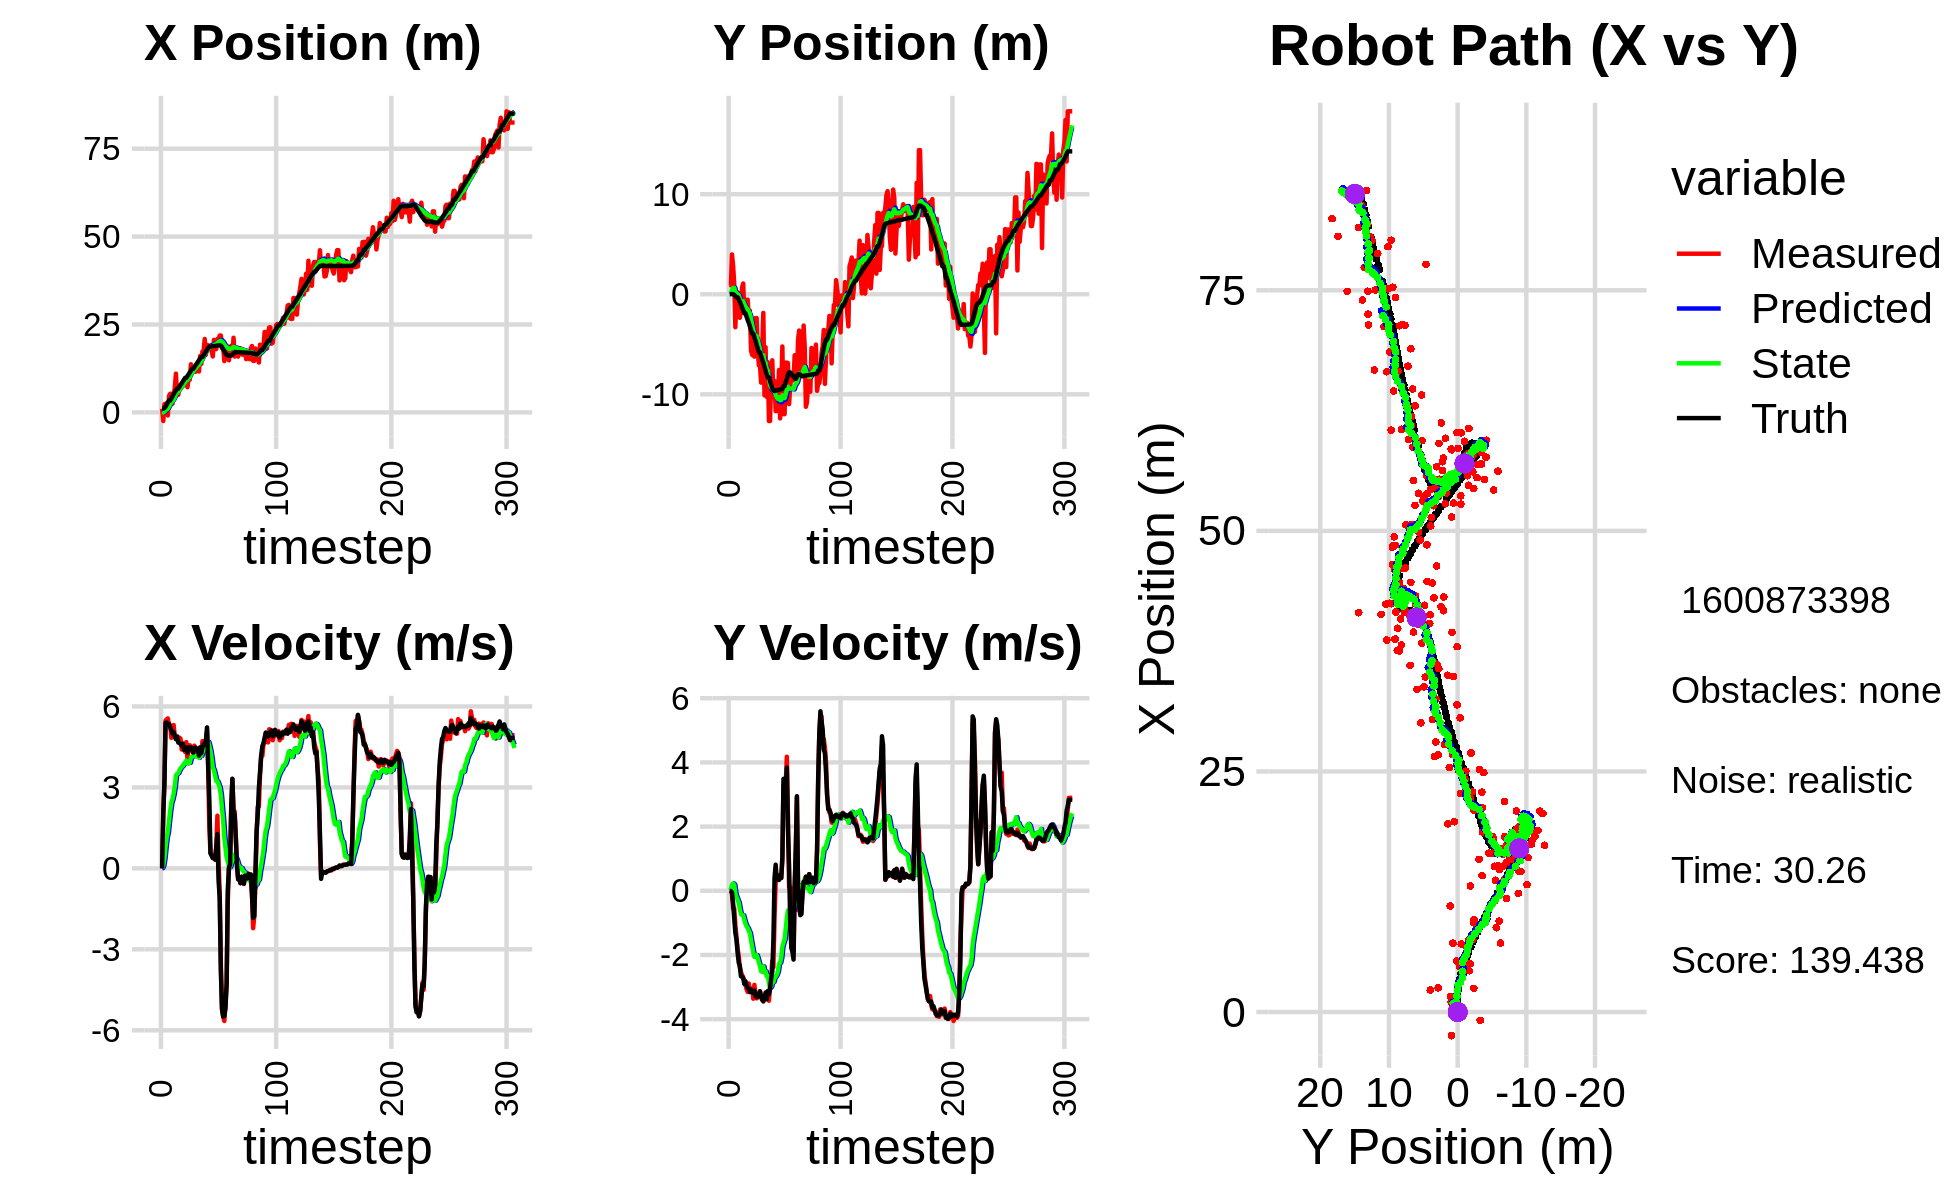 X Position (m)
75
50
25
0
0
100
200
300
timestep
Y Position (m)
10
0
-10
0
100
200
300
timestep
X Velocity (m/s)
6
3
0
-3
-6
0
100
200
300
timestep
Y Velocity (m/s)
6
4
2
0
-2
-4
0
100
200
300
timestep
Robot Path (X vs Y)
X Position (m)
75
50
25
0
20 10 0 -10 -20
Y Position (m)
variable
Measured
Predicted
State
Truth
1600873398
Obstacles: none
Noise: realistic
Time: 30.26
Score: 139.438